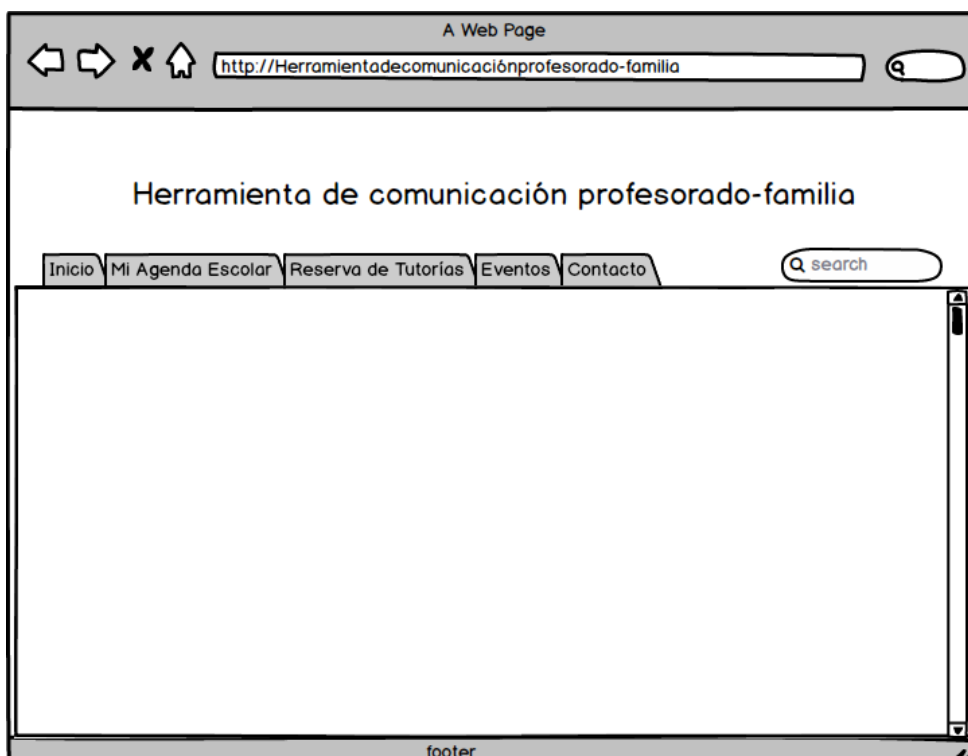 A Web Page
http://Herramientadecomunicaciónprofesorado-familia
Herramienta de comunicación profesorado-familia
Inicio Mi Agenda Escolar Reserva de Tutorías Eventos Contacto search
footer